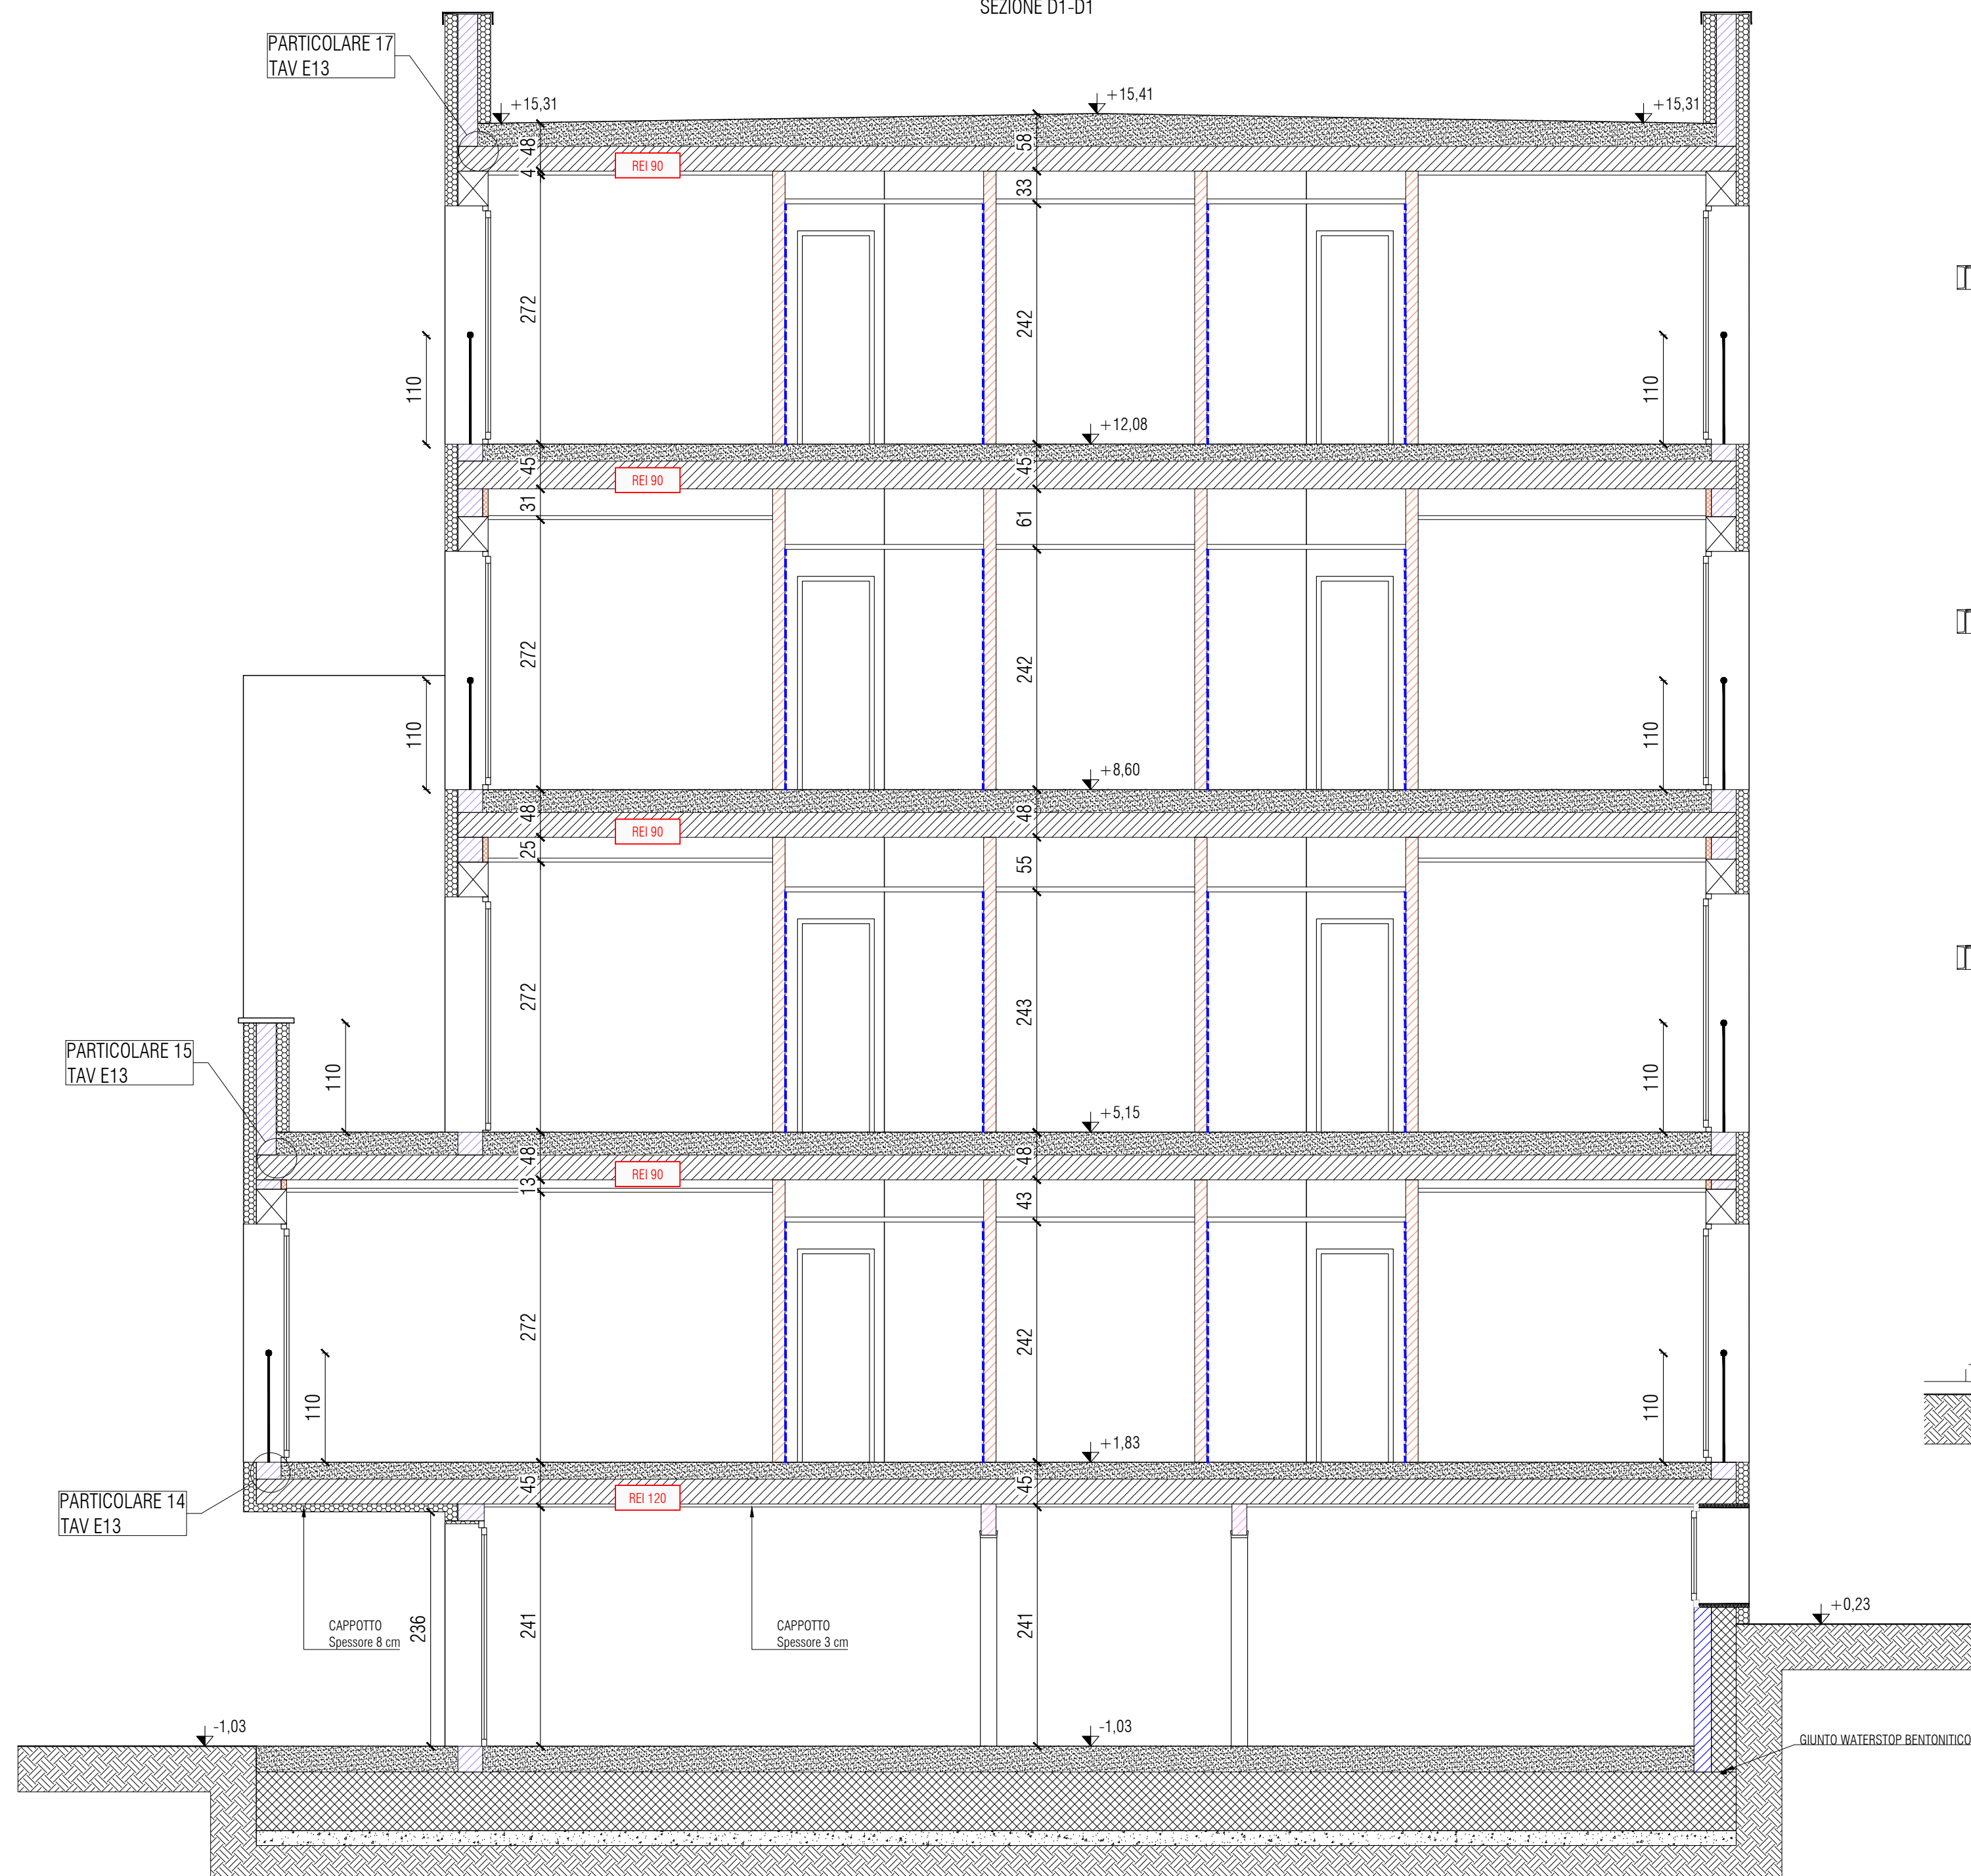 SEZIONE D1-D1
PARTICOLARE 17
TAV E13
+15,31
+15,41
+15,31
48
58
REI 90
4
33
272
242
110
110
+12,08
45
45
REI 90
31
61
272
242
110
110
+8,60
48
48
REI 90
25
55
272
243
PARTICOLARE 15
TAV E13
110
110
+5,15
48
48
REI 90
13
43
272
242
110
110
+1,83
45
45
REI 120
PARTICOLARE 14
TAV E13
CAPPOTTO
Spessore 8 cm
236
241
CAPPOTTO
Spessore 3 cm
241
+0,23
-1,03
-1,03
GIUNTO WATERSTOP BENTONITICO